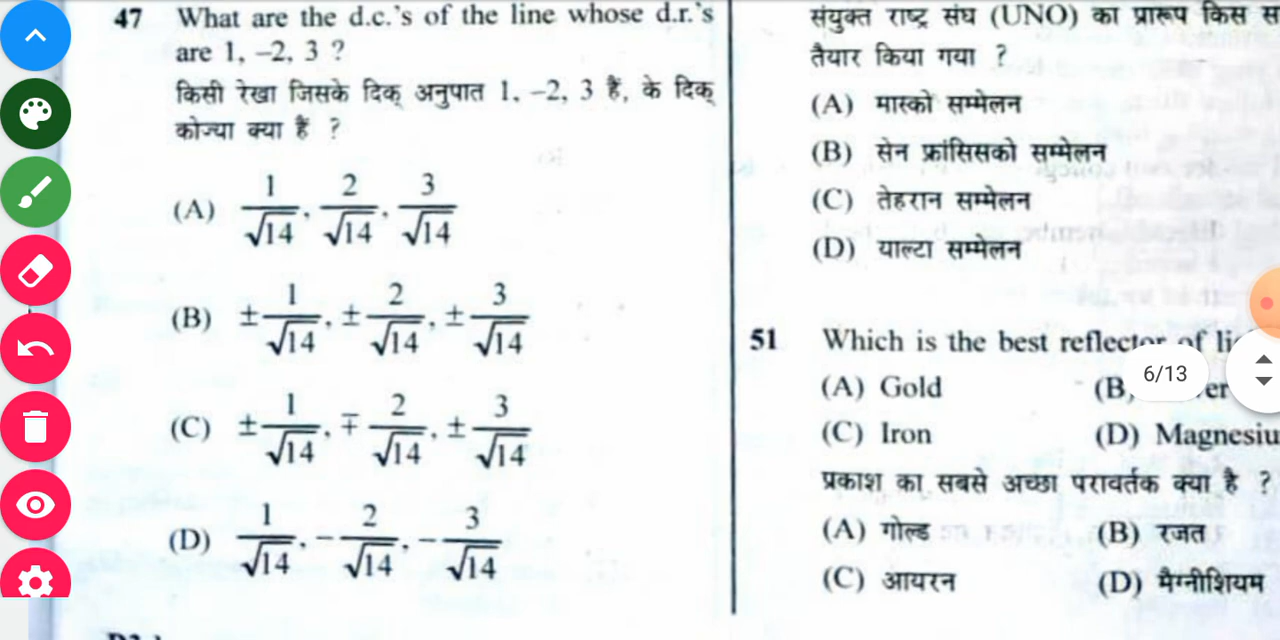 47 What are the d.c.'s of the line whose d.r.'s
are 1, –2, 3 ?
किसी रेखा जिसके दिक् अनुपात 1, –2, 3 हैं, के दिक्
कोज्या क्या हैं ?
(A) 1/√14, 2/√14, 3/√14
(B) ±1/√14, ±2/√14, ±3/√14
(C) ±1/√14, ∓2/√14, ±3/√14
(D) 1/√14, –2/√14, –3/√14
संयुक्त राष्ट्र संघ (UNO) का प्रारूप किस
तैयार किया गया ?
(A) मास्को सम्मेलन
(B) सेन फ्रांसिसको सम्मेलन
(C) तेहरान सम्मेलन
(D) याल्टा सम्मेलन
51 Which is the best reflector of
(A) Gold (B)
(C) Iron (D) Magnesiu
प्रकाश का सबसे अच्छा परावर्तक क्या है ?
(A) गोल्ड (B) रजत
(C) आयरन (D) मैग्नीशियम
6/13